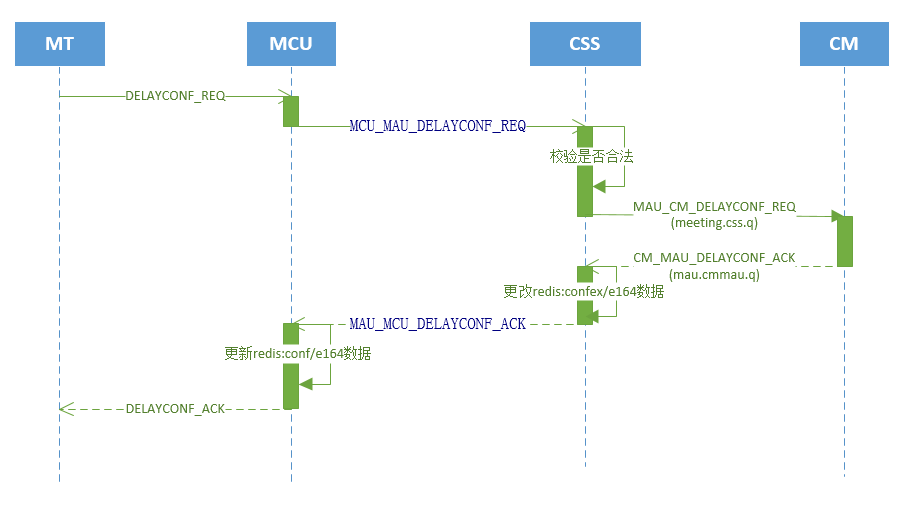 MT
MCU
CSS
CM
DELAYCONF_REQ
MCU_MAU_DELAYCONF_REQ
校验是否合法
MAU_CM_DELAYCONF_REQ
(meeting.css.q)
CM_MAU_DELAYCONF_ACK
(mau.cmmau.q)
更改redis:confex/e164数据
MAU_MCU_DELAYCONF_ACK
更新redis:conf/e164数据
DELAYCONF_ACK